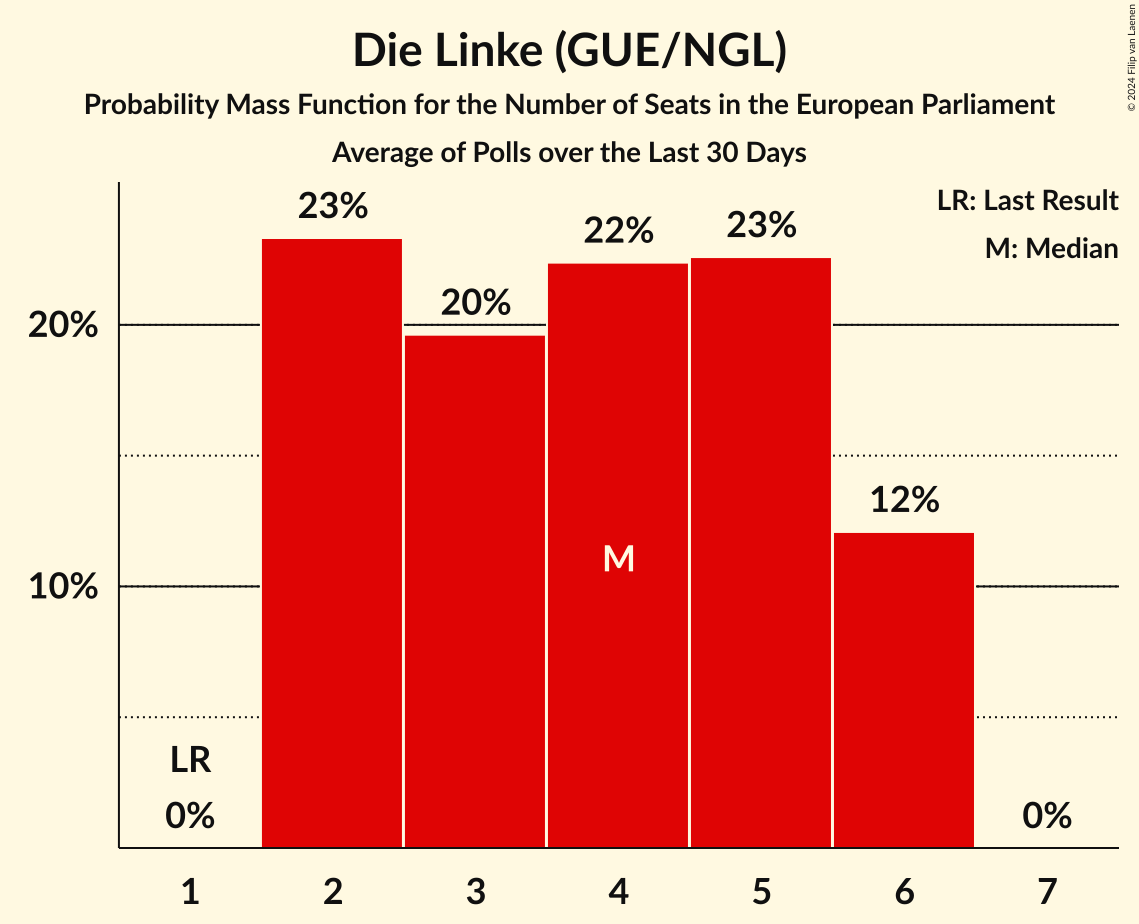 Die Linke (GUE/NGL)
Probability Mass Function for the Number of Seats in the European Parliament
Average of Polls over the Last 30 Days
© 2024 Filip van Laenen
LR: Last Result
M: Median
23%
20%
22%
23%
12%
20%
10%
M
LR
0%
0%
1 2 3 4 5 6 7